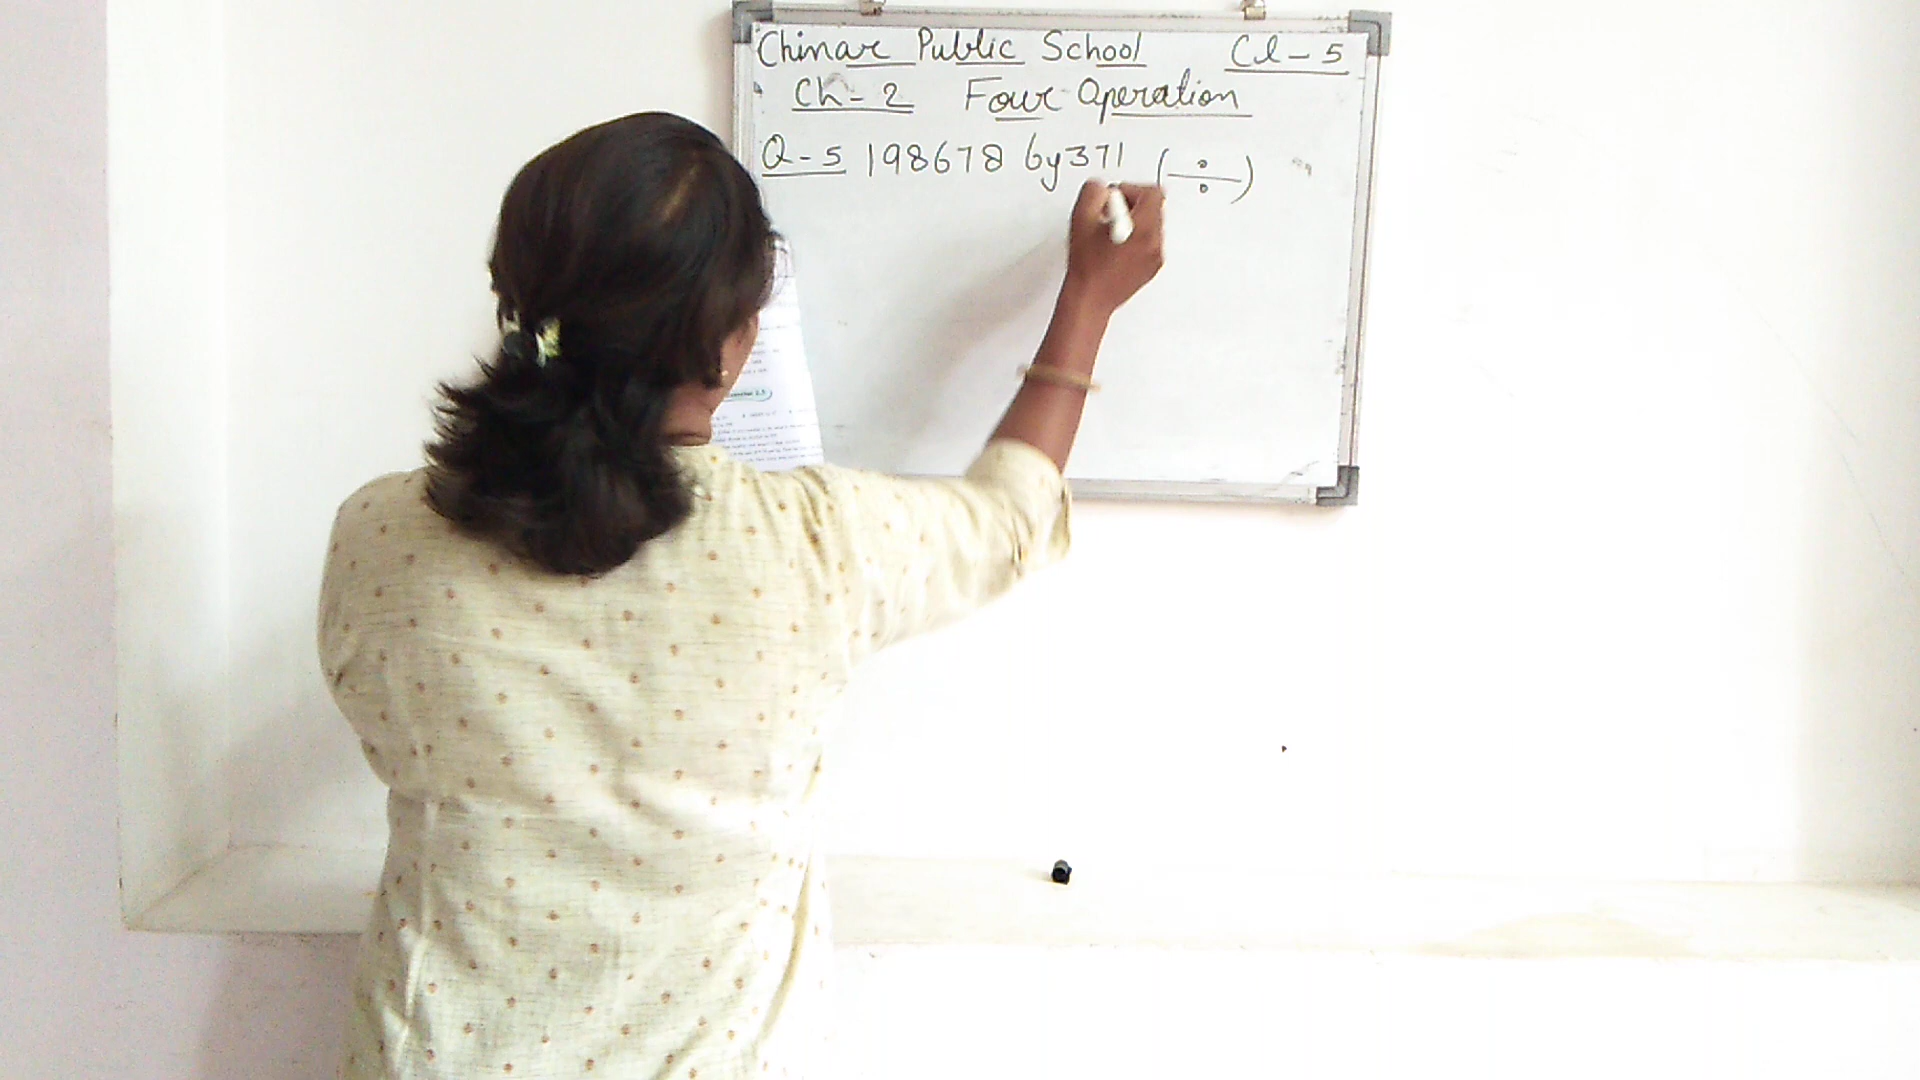 Chinar Public School Cl - 5
Ch - 2 Four Operation
Q - 5 198678 by 371 (÷)